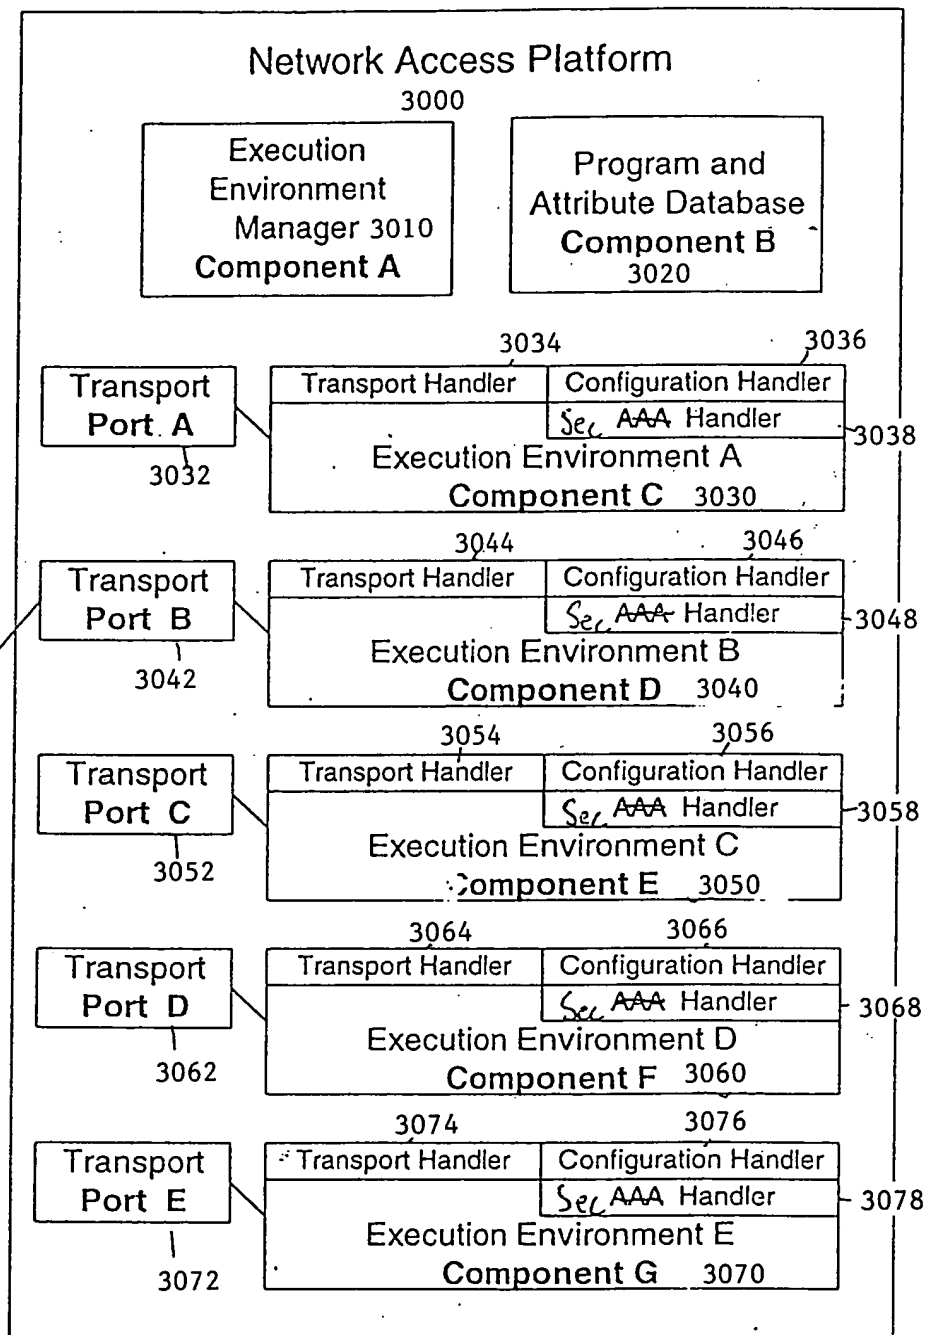 Network Access Platform
3000
Execution
Environment
Manager 3010
Component A
Program and
Attribute Database
Component B
3020
3034
3036
Transport
Port A
3032
Transport Handler
Configuration Handler
Sec AAA Handler
3038
Execution Environment A
Component C 3030
3044
3046
Transport
Port B
3042
Transport Handler
Configuration Handler
Sec AAA Handler
3048
Execution Environment B
Component D 3040
3054
3056
Transport
Port C
3052
Transport Handler
Configuration Handler
Sec AAA Handler
3058
Execution Environment C
Component E 3050
3064
3066
Transport
Port D
3062
Transport Handler
Configuration Handler
Sec AAA Handler
3068
Execution Environment D
Component F 3060
3074
3076
Transport
Port E
3072
Transport Handler
Configuration Handler
Sec AAA Handler
3078
Execution Environment E
Component G 3070